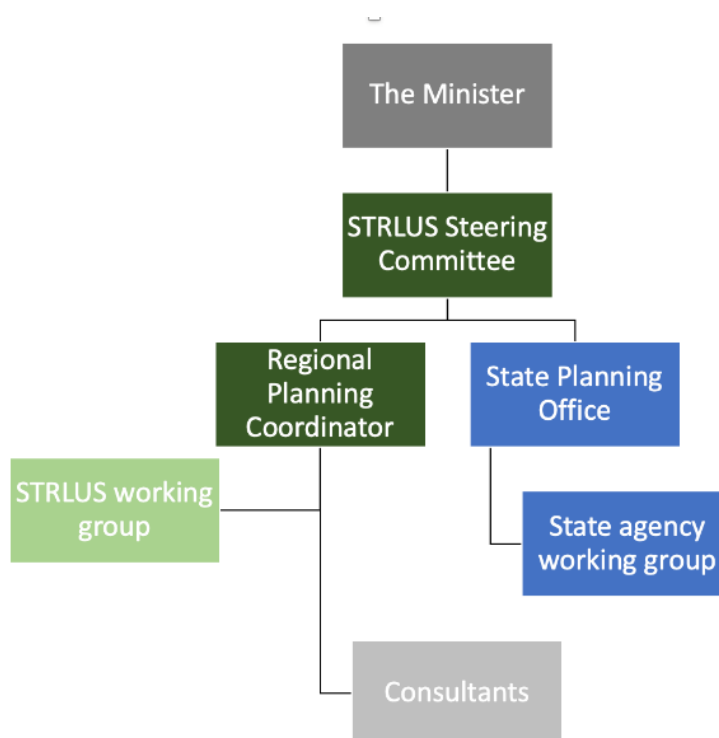 The Minister
STRLUS Steering
Committee
Regional
Planning
Coordinator
State Planning
Office
STRLUS working
group
State agency
working group
Consultants